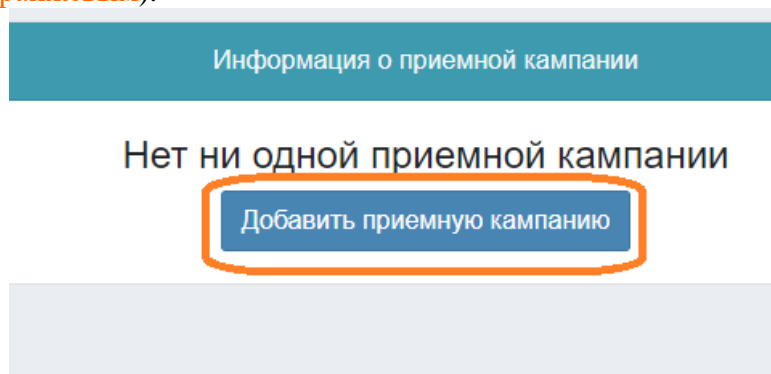 Информация о приемной кампании
Нет ни одной приемной кампании
Добавить приемную кампанию